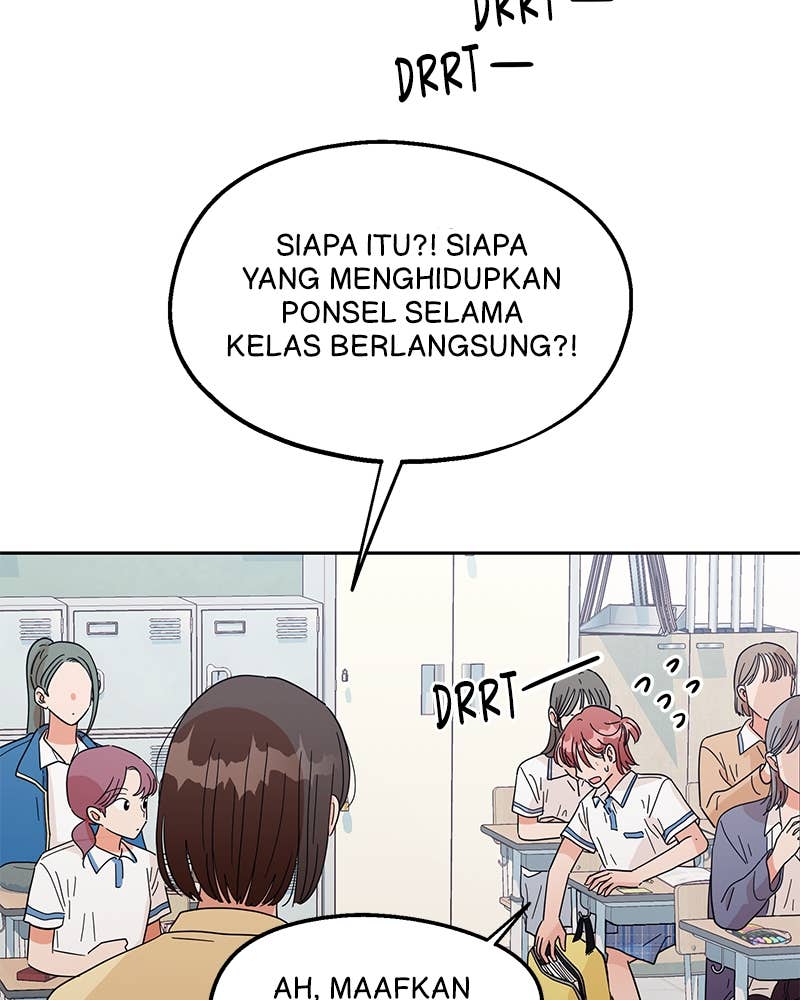 DRRT—
DRRT—
SIAPA ITU?! SIAPA
YANG MENGHIDUPKAN
PONSEL SELAMA
KELAS BERLANGSUNG?!
DRRT—
AH, MAAFKAN